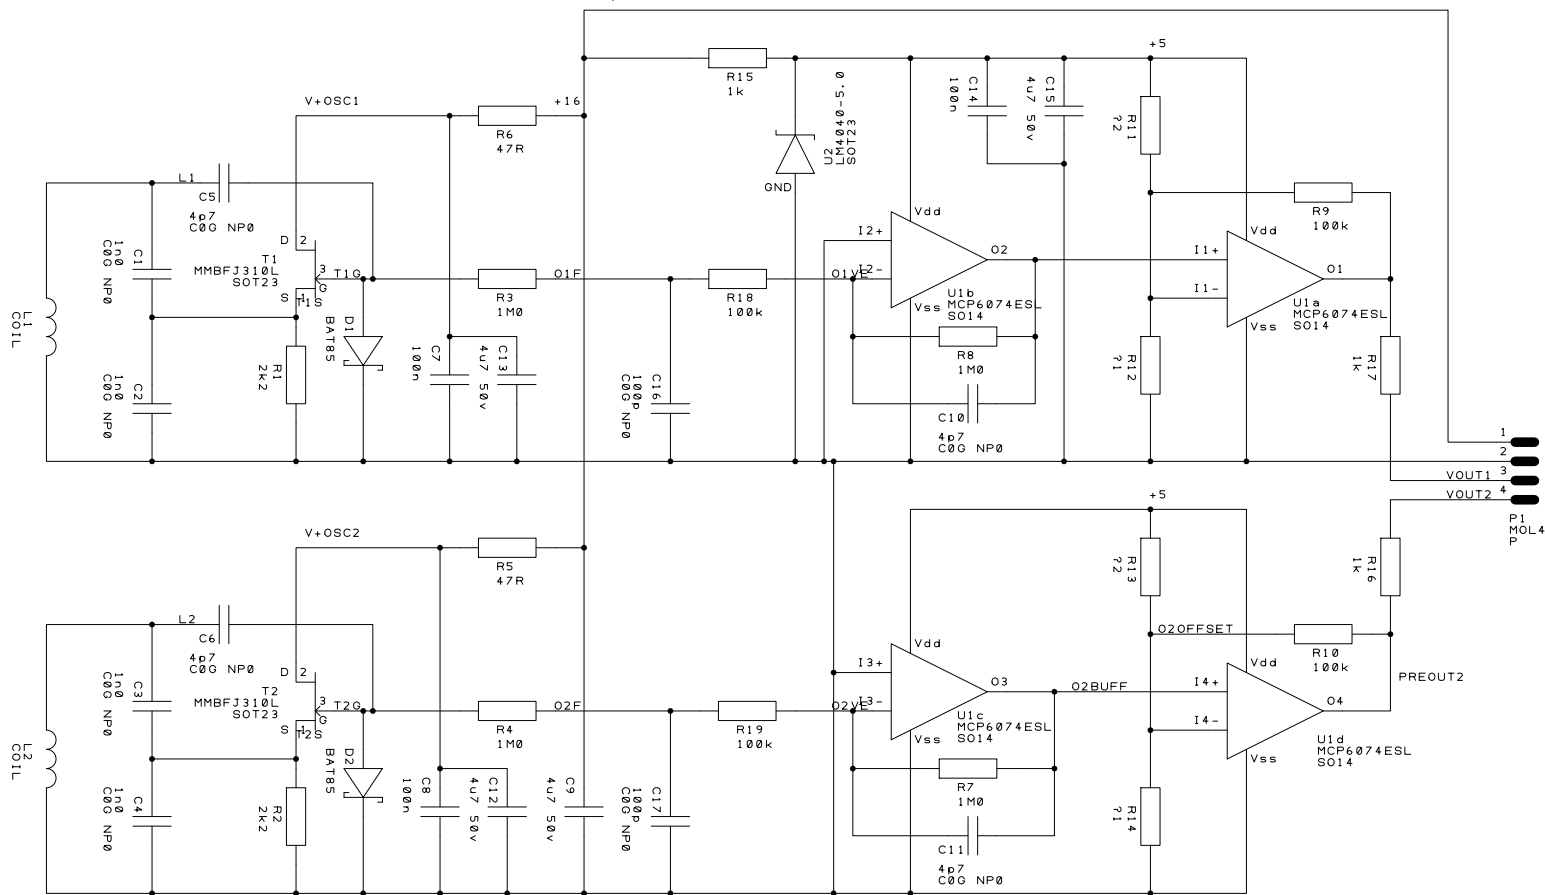 +5
R15
1k
C14
100n
C15
4u7 50v
U2
LM4040-5.0
SOT23
GND
R11
?2
V+OSC1
+16
R6
47R
L1
C5
4p7
C0G NP0
R9
100k
D 2
T1
MMBFJ310L
SOT23
3
G
S 1
T1G
T1S
C1
1n0
C0G NP0
R3
1M0
O1F
R18
100k
O1VE
I2+
I2-
Vdd
Vss
O2
U1b
MCP6074ESL
SO14
I1+
I1-
Vdd
Vss
O1
U1a
MCP6074ESL
SO14
L1
COIL
C2
1n0
C0G NP0
R1
2k2
D1
BAT85
C7
100n
C13
4u7 50v
C16
100p
C0G NP0
R8
1M0
C10
4p7
C0G NP0
R12
?1
R17
1k
1
2
VOUT1 3
VOUT2 4
P1
MOL4
P
+5
V+OSC2
R5
47R
R13
?2
R16
1k
L2
C6
4p7
C0G NP0
O2OFFSET
R10
100k
PREOUT2
D 2
T2
MMBFJ310L
SOT23
3
G
S 1
T2G
T2S
C3
1n0
C0G NP0
R4
1M0
O2F
R19
100k
O2VE
I3+
I3-
Vdd
Vss
O3
U1c
MCP6074ESL
SO14
O2BUFF
I4+
I4-
Vdd
Vss
O4
U1d
MCP6074ESL
SO14
L2
COIL
C4
1n0
C0G NP0
R2
2k2
D2
BAT85
C8
100n
C12
4u7 50v
C9
4u7 50v
C17
100p
C0G NP0
R7
1M0
C11
4p7
C0G NP0
R14
?1